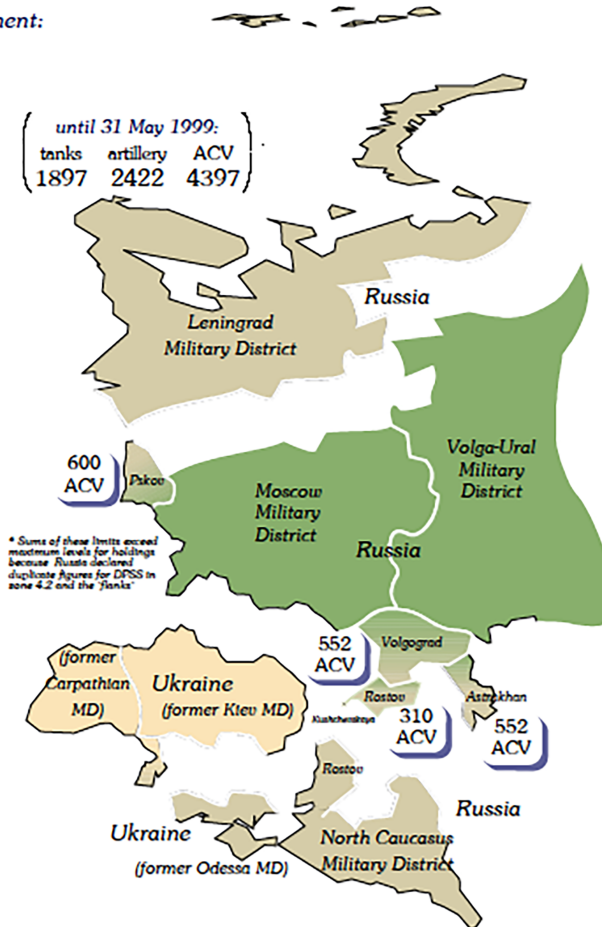 nent:
until 31 May 1999:
tanks artillery ACV
1897 2422 4397
Russia
Leningrad
Military District
Volga-Ural
Military
District
600
ACV
Pskov
Moscow
Military
District
Russia
* Sums of these limits exceed
maximum levels for holdings
because Russia declared
duplicate figures for DPSS in
zone 4.2 and the 'flanks'
552
ACV
Volgograd
(former
Carpathian
MD)
Ukraine
(former Kiev MD)
Rostov
Kushchevskaya
310
ACV
Astrakhan
552
ACV
Rostov
Russia
Ukraine
(former Odessa MD)
North Caucasus
Military District